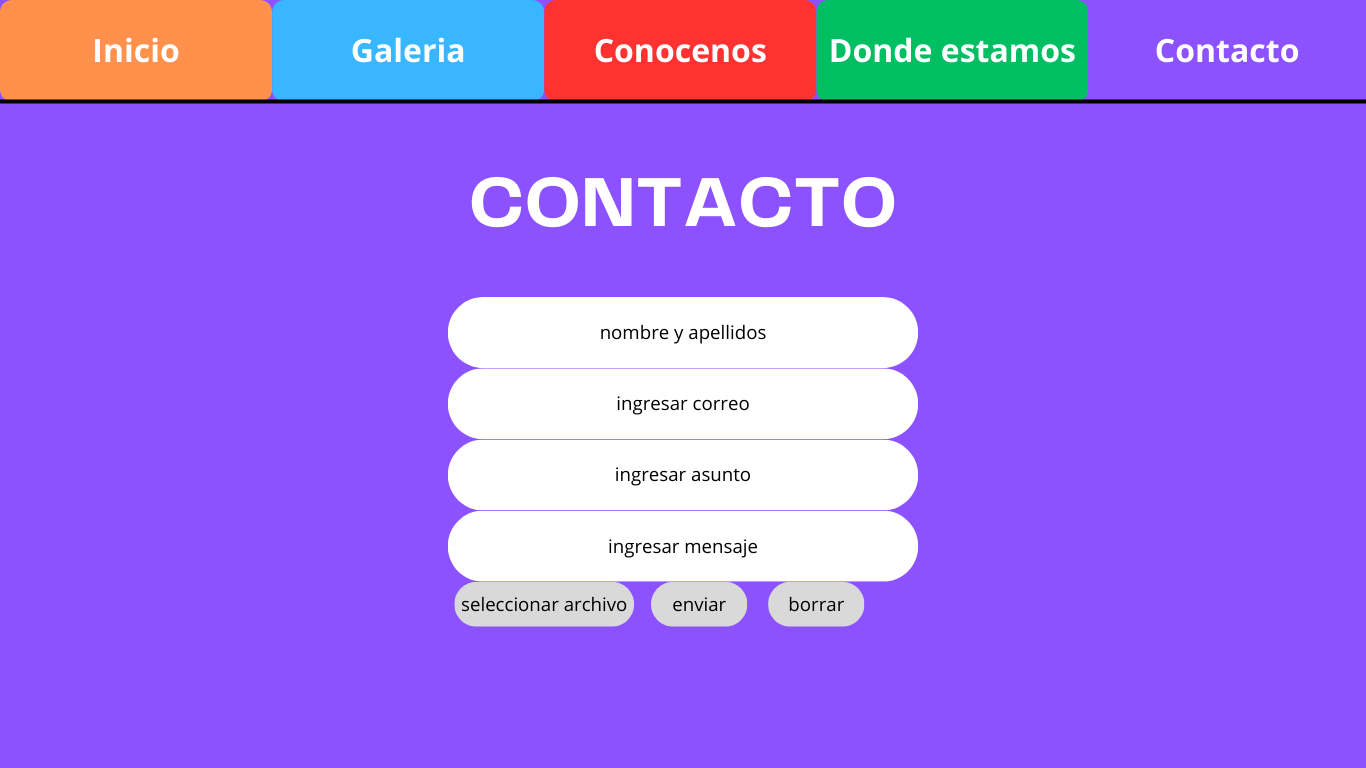 Inicio
Galeria
Conocenos
Donde estamos
Contacto
CONTACTO
nombre y apellidos
ingresar correo
ingresar asunto
ingresar mensaje
seleccionar archivo
enviar
borrar